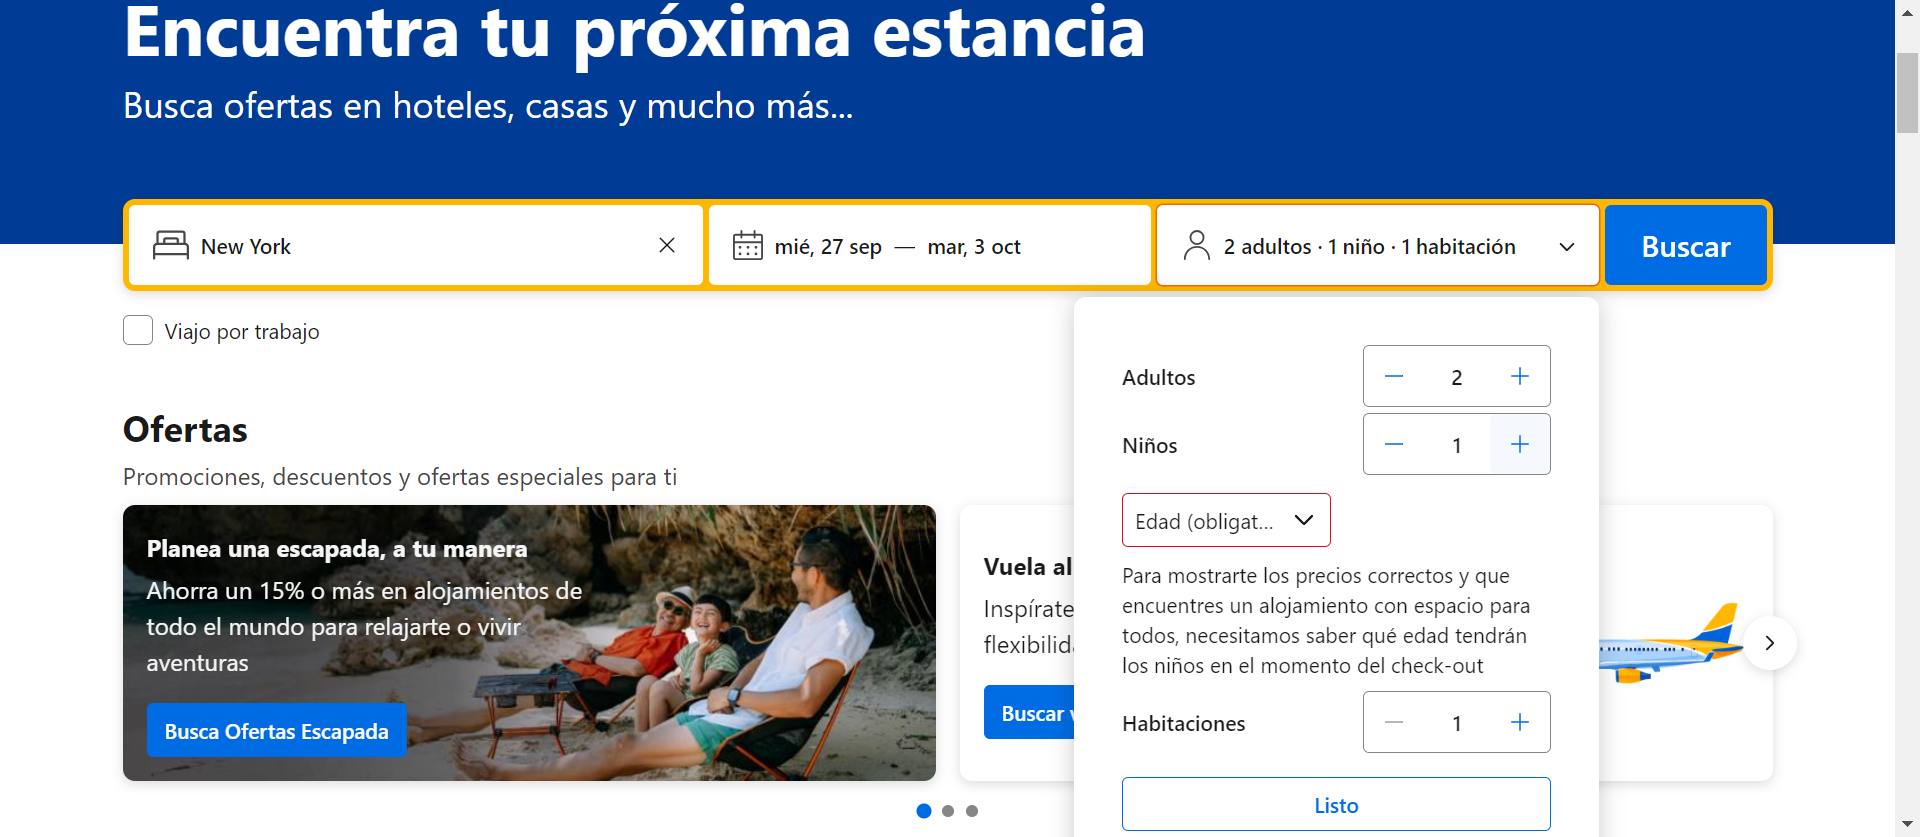 Encuentra tu próxima estancia
Busca ofertas en hoteles, casas y mucho más...
New York
mié, 27 sep — mar, 3 oct
2 adultos · 1 niño · 1 habitación
Buscar
Viajo por trabajo
Adultos
2
Niños
1
Edad (obligat...
Para mostrarte los precios correctos y que
encuentres un alojamiento con espacio para
todos, necesitamos saber qué edad tendrán
los niños en el momento del check-out
Habitaciones
1
Listo
Ofertas
Promociones, descuentos y ofertas especiales para ti
Planea una escapada, a tu manera
Ahorra un 15% o más en alojamientos de
todo el mundo para relajarte o vivir
aventuras
Busca Ofertas Escapada
Vuela al
Inspírate
Buscar